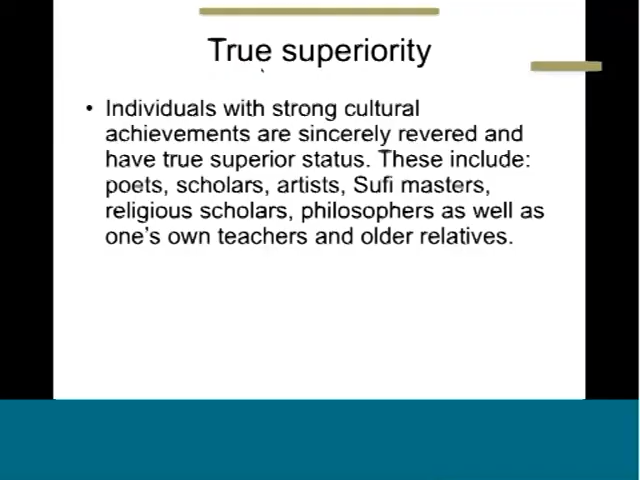 True superiority
• Individuals with strong cultural
achievements are sincerely revered and
have true superior status. These include:
poets, scholars, artists, Sufi masters,
religious scholars, philosophers as well as
one's own teachers and older relatives.